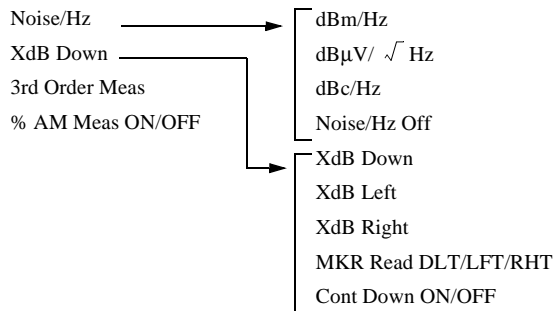 Noise/Hz
XdB Down
3rd Order Meas
% AM Meas ON/OFF
dBm/Hz
dBµV/ √ Hz
dBc/Hz
Noise/Hz Off
XdB Down
XdB Left
XdB Right
MKR Read DLT/LFT/RHT
Cont Down ON/OFF